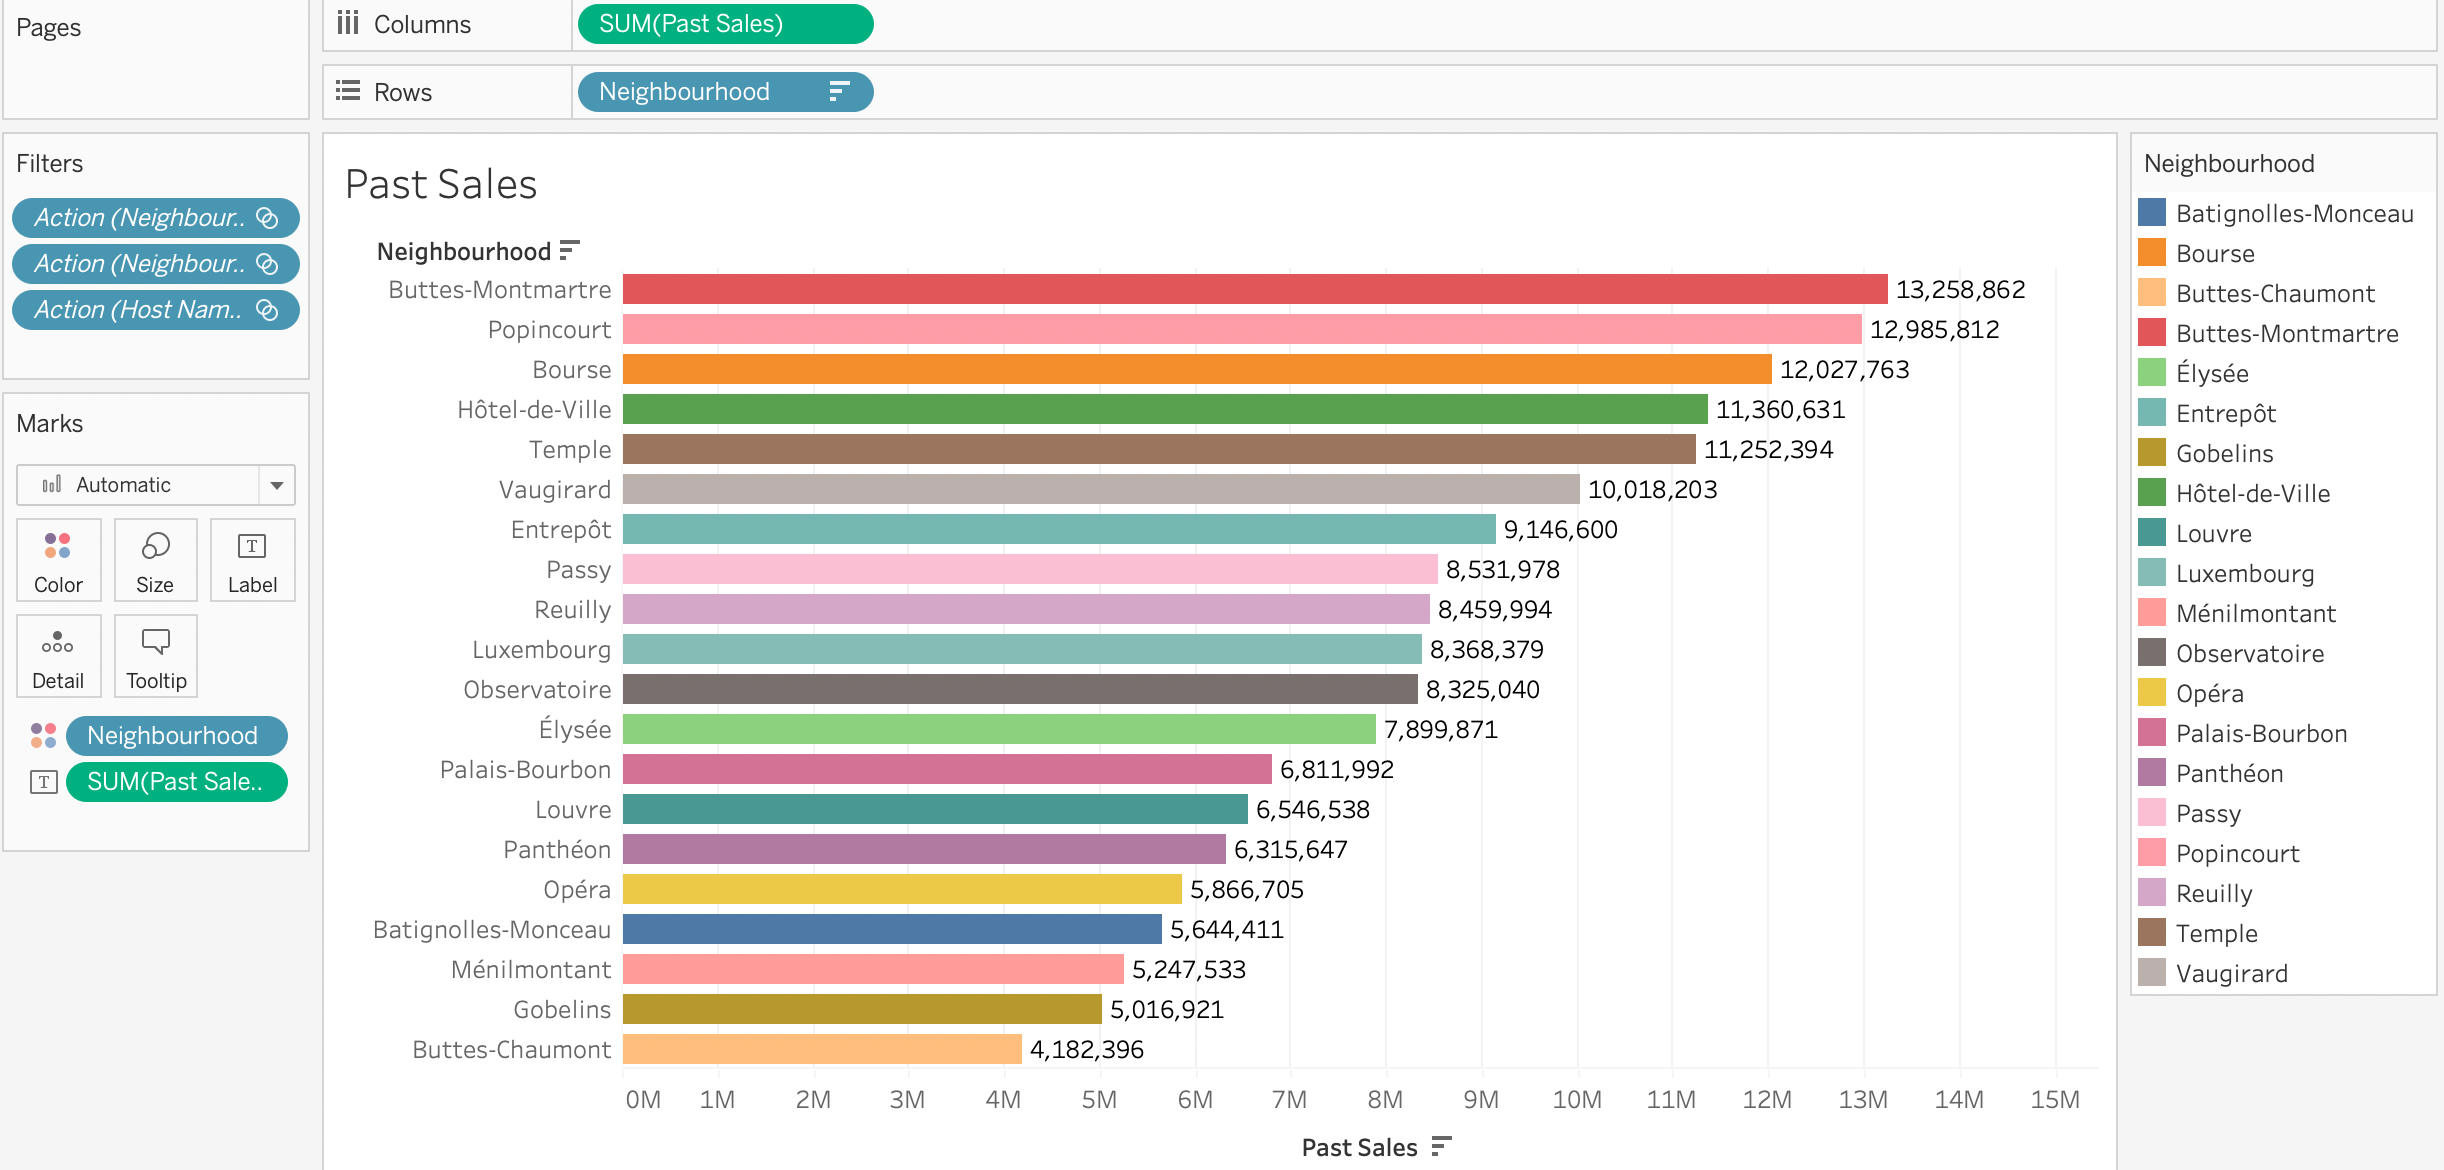 Pages
Columns
SUM(Past Sales)
Rows
Neighbourhood
Filters
Action (Neighbour..
Action (Neighbour..
Action (Host Nam..
Marks
Automatic
Color
Size
T
Label
Detail
Tooltip
Neighbourhood
T
SUM(Past Sale..
Past Sales
Neighbourhood
Buttes-Montmartre 13,258,862
Popincourt 12,985,812
Bourse 12,027,763
Hôtel-de-Ville 11,360,631
Temple 11,252,394
Vaugirard 10,018,203
Entrepôt 9,146,600
Passy 8,531,978
Reuilly 8,459,994
Luxembourg 8,368,379
Observatoire 8,325,040
Élysée 7,899,871
Palais-Bourbon 6,811,992
Louvre 6,546,538
Panthéon 6,315,647
Opéra 5,866,705
Batignolles-Monceau 5,644,411
Ménilmontant 5,247,533
Gobelins 5,016,921
Buttes-Chaumont 4,182,396
0M 1M 2M 3M 4M 5M 6M 7M 8M 9M 10M 11M 12M 13M 14M 15M
Past Sales
Neighbourhood
Batignolles-Monceau
Bourse
Buttes-Chaumont
Buttes-Montmartre
Élysée
Entrepôt
Gobelins
Hôtel-de-Ville
Louvre
Luxembourg
Ménilmontant
Observatoire
Opéra
Palais-Bourbon
Panthéon
Passy
Popincourt
Reuilly
Temple
Vaugirard